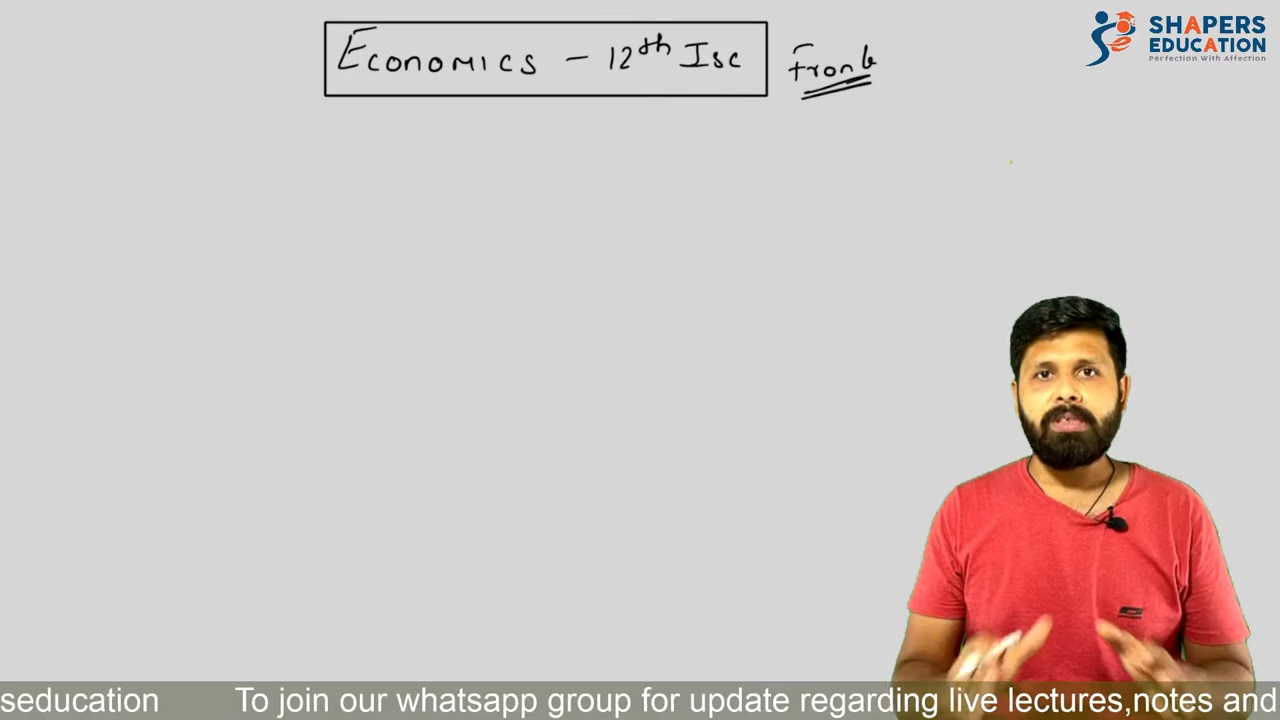 Economics - 12th Isc Frank
SHAPERS
EDUCATION
Perfection With Affection
seducation To join our whatsapp group for update regarding live lectures,notes and